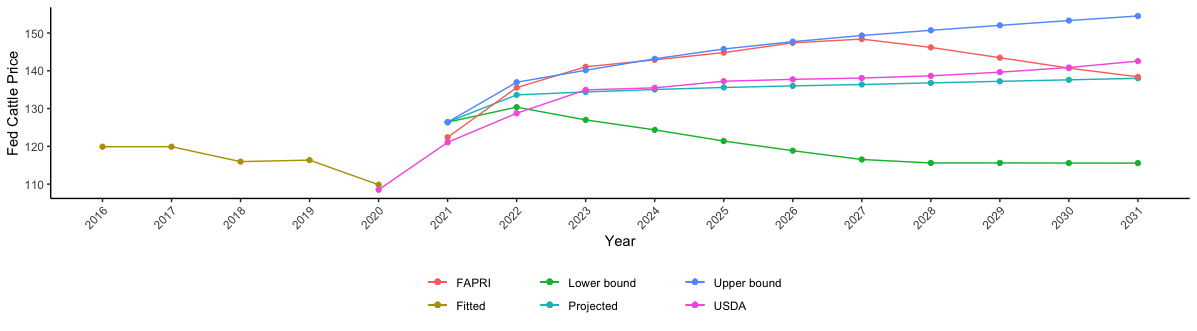 Fed Cattle Price
150
140
130
120
110
2016 2017 2018 2019 2020 2021 2022 2023 2024 2025 2026 2027 2028 2029 2030 2031
Year
FAPRI Lower bound Upper bound
Fitted Projected USDA